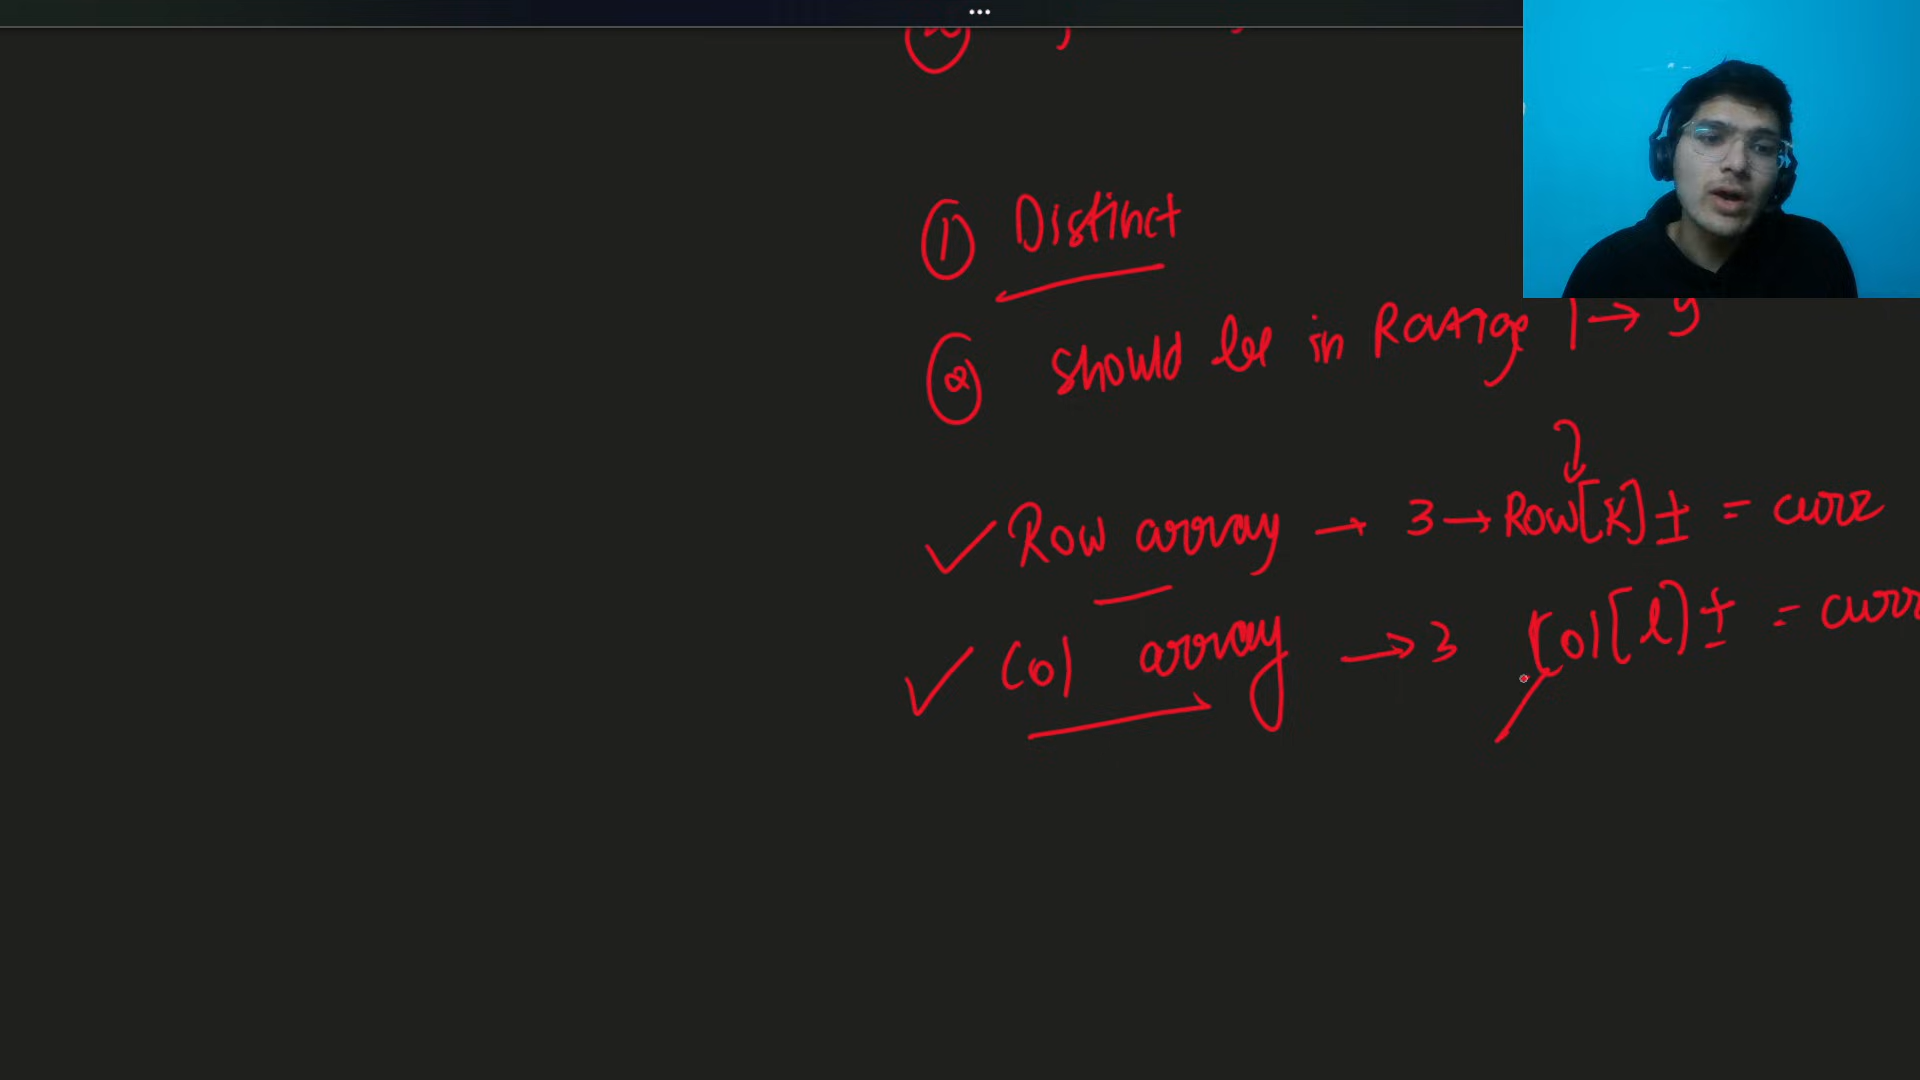 ① Distinct
② Should be in Range 1 → 9
✓ Row array → 3 → Row[k] += curr
✓ Col array → 3 Col[l] += curr